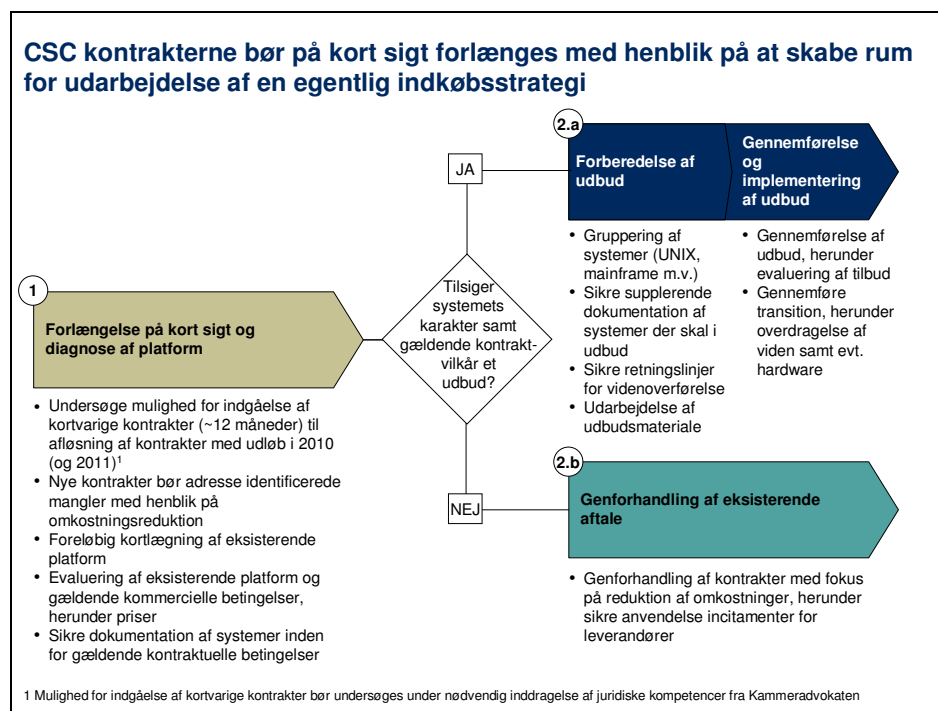 CSC kontrakterne bør på kort sigt forlænges med henblik på at skabe rum
for udarbejdelse af en egentlig indkøbsstrategi
1
Forlængelse på kort sigt og
diagnose af platform
• Undersøge mulighed for indgåelse af
kortvarige kontrakter (~12 måneder) til
afløsning af kontrakter med udløb i 2010
(og 2011)¹
• Nye kontrakter bør adresse identificerede
mangler med henblik på
omkostningsreduktion
• Foreløbig kortlægning af eksisterende
platform
• Evaluering af eksisterende platform og
gældende kommercielle betingelser,
herunder priser
• Sikre dokumentation af systemer inden
for gældende kontraktuelle betingelser
Tilsiger
systemets
karakter samt
gældende kontrakt-
vilkår et
udbud?
JA
2.a
Forberedelse af
udbud
• Gruppering af
systemer (UNIX,
mainframe m.v.)
• Sikre supplerende
dokumentation af
systemer der skal i
udbud
• Sikre retningslinjer
for videnoverførelse
• Udarbejdelse af
udbudsmateriale
Gennemførelse
og
implementering
af udbud
• Gennemførelse af
udbud, herunder
evaluering af tilbud
• Gennemføre
transition, herunder
overdragelse af
viden samt evt.
hardware
NEJ
2.b
Genforhandling af eksisterende
aftale
• Genforhandling af kontrakter med fokus
på reduktion af omkostninger, herunder
sikre anvendelse incitamenter for
leverandører
1 Mulighed for indgåelse af kortvarige kontrakter bør undersøges under nødvendig inddragelse af juridiske kompetencer fra Kammeradvokaten